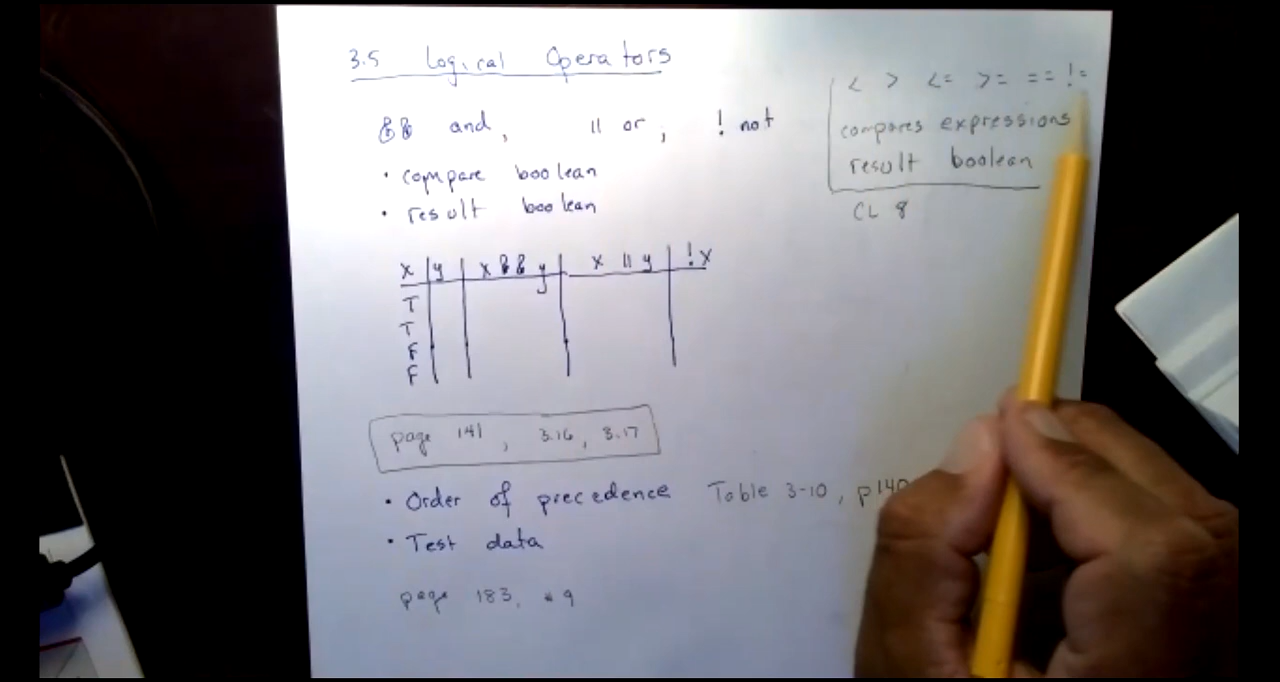 3.5 Logical Operators
&& and, || or, ! not
• compare boolean
• result boolean
< > <= >= == !=
compares expressions
result boolean
CL 8
x y x && y x || y !x
T
T
F
F
page 141, 3.16, 3.17
• Order of precedence Table 3-10, p140
• Test data
page 183, #9